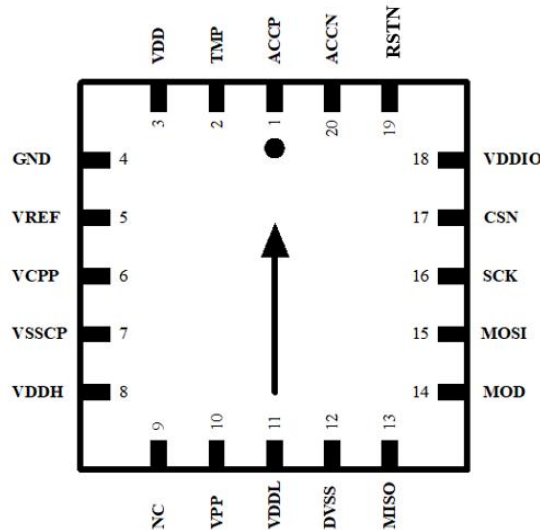 VDD TMP ACCP ACCN RSTN
3 2 1 20 19
GND 4 18 VDDIO
VREF 5 17 CSN
VCPP 6 16 SCK
VSSCP 7 15 MOSI
VDDH 8 14 MOD
9 10 11 12 13
NC VPP VDDL DVSS MISO